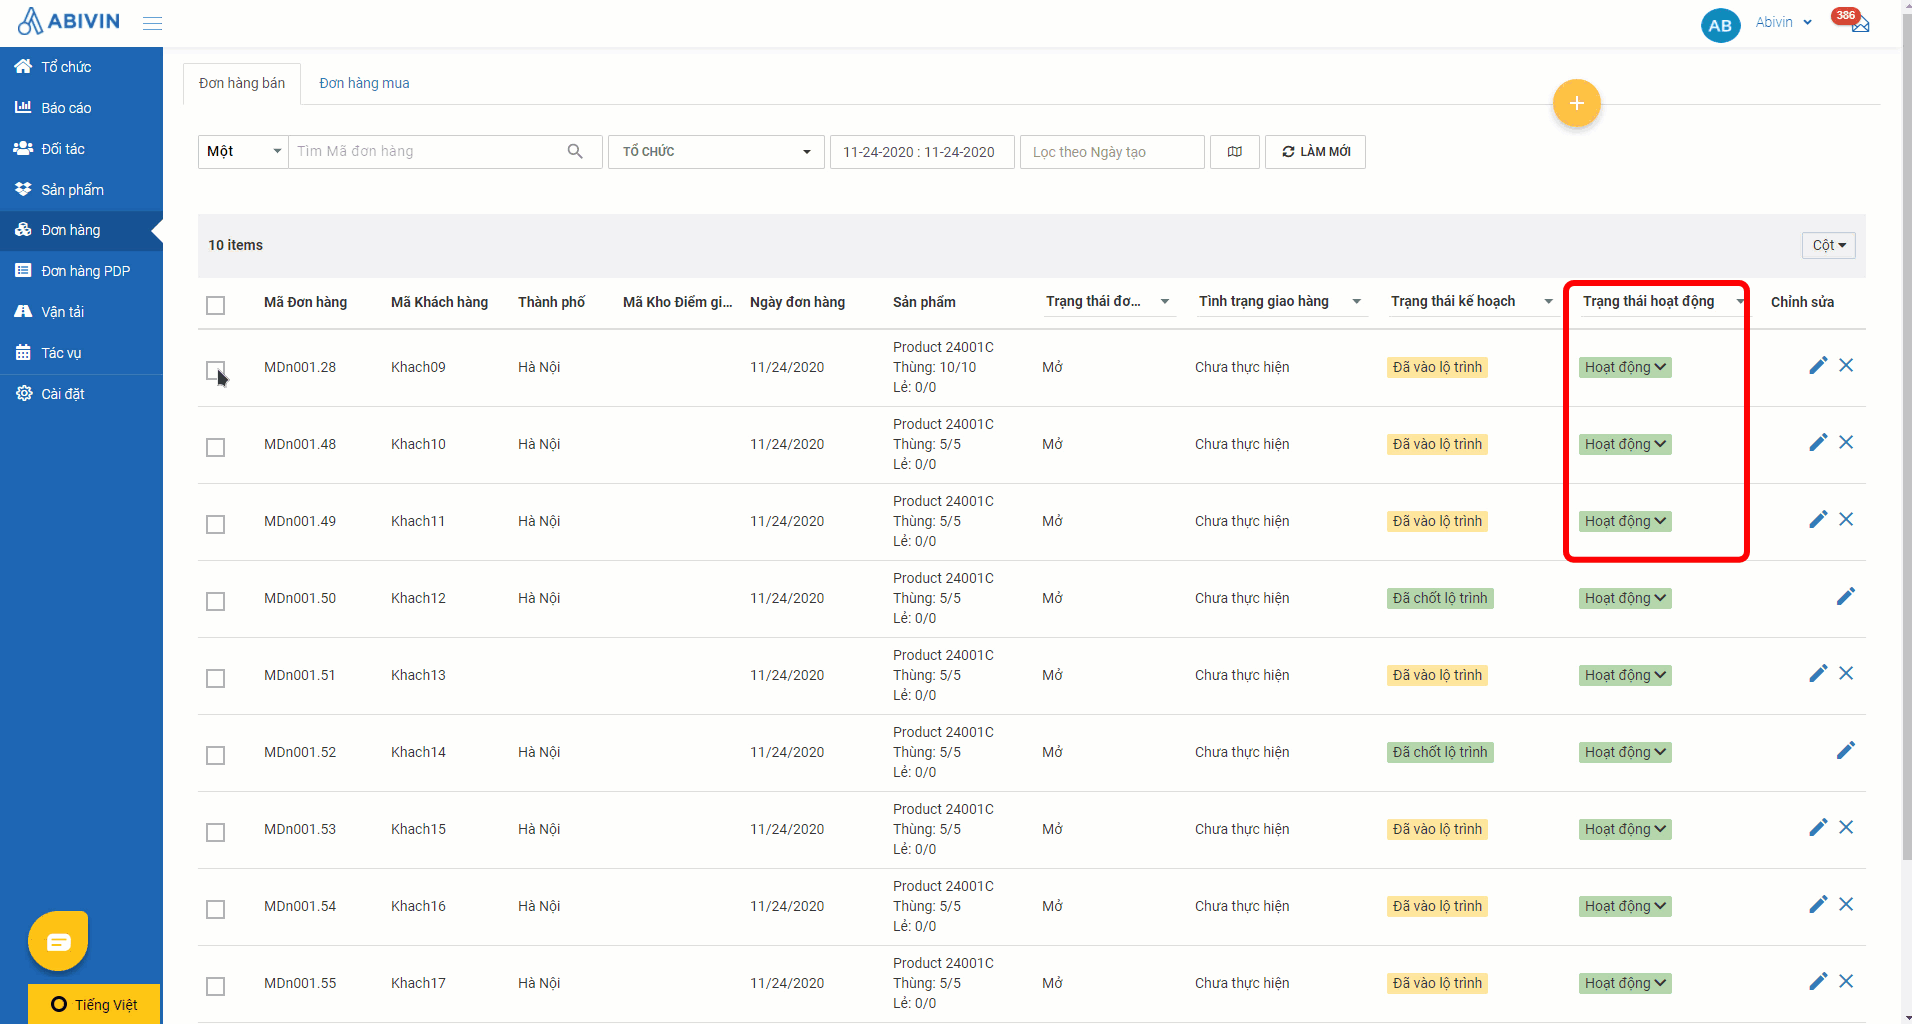 ABIVIN
AB
Abivin
386
Tổ chức
Báo cáo
Đối tác
Sản phẩm
Đơn hàng
Đơn hàng PDP
Vận tải
Tác vụ
Cài đặt
Tiếng Việt
Đơn hàng bán
Đơn hàng mua
+
Một
Tìm Mã đơn hàng
TỔ CHỨC
11-24-2020 : 11-24-2020
Lọc theo Ngày tạo
LÀM MỚI
10 items
Cột
Mã Đơn hàng Mã Khách hàng Thành phố Mã Kho Điểm gi... Ngày đơn hàng Sản phẩm Trạng thái đơ... Tình trạng giao hàng Trạng thái kế hoạch Trạng thái hoạt động Chỉnh sửa
Product 24001C
MDn001.28 Khach09 Hà Nội 11/24/2020 Thùng: 10/10 Mở Chưa thực hiện Đã vào lộ trình Hoạt động
Lẻ: 0/0
Product 24001C
MDn001.48 Khach10 Hà Nội 11/24/2020 Thùng: 5/5 Mở Chưa thực hiện Đã vào lộ trình Hoạt động
Lẻ: 0/0
Product 24001C
MDn001.49 Khach11 Hà Nội 11/24/2020 Thùng: 5/5 Mở Chưa thực hiện Đã vào lộ trình Hoạt động
Lẻ: 0/0
Product 24001C
MDn001.50 Khach12 Hà Nội 11/24/2020 Thùng: 5/5 Mở Chưa thực hiện Đã chốt lộ trình Hoạt động
Lẻ: 0/0
Product 24001C
MDn001.51 Khach13 11/24/2020 Thùng: 5/5 Mở Chưa thực hiện Đã vào lộ trình Hoạt động
Lẻ: 0/0
Product 24001C
MDn001.52 Khach14 Hà Nội 11/24/2020 Thùng: 5/5 Mở Chưa thực hiện Đã chốt lộ trình Hoạt động
Lẻ: 0/0
Product 24001C
MDn001.53 Khach15 Hà Nội 11/24/2020 Thùng: 5/5 Mở Chưa thực hiện Đã vào lộ trình Hoạt động
Lẻ: 0/0
Product 24001C
MDn001.54 Khach16 Hà Nội 11/24/2020 Thùng: 5/5 Mở Chưa thực hiện Đã vào lộ trình Hoạt động
Lẻ: 0/0
Product 24001C
MDn001.55 Khach17 Hà Nội 11/24/2020 Thùng: 5/5 Mở Chưa thực hiện Đã vào lộ trình Hoạt động
Lẻ: 0/0